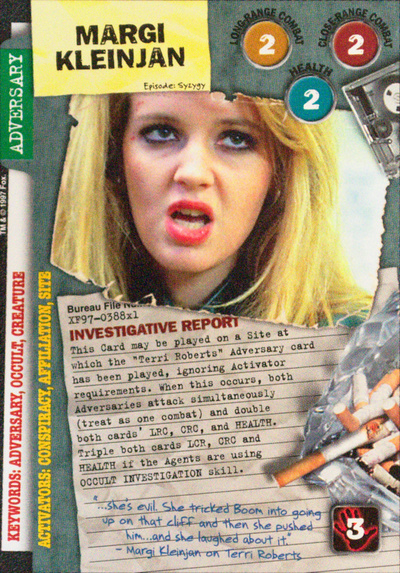 MARGI
KLEINJAN
Episode: Syzygy
LONG-RANGE COMBAT
2
CLOSE-RANGE COMBAT
2
HEALTH
2
ADVERSARY
TM & © 1997 Fox.
KEYWORDS: ADVERSARY, OCCULT, CREATURE
ACTIVATORS: CONSPIRACY, AFFILIATION, SITE
Bureau File No.
XF97-0388x1
INVESTIGATIVE REPORT
This Card may be played on a Site at
which the "Terri Roberts" Adversary card
has been played, ignoring Activator
requirements. When this occurs, both
Adversaries attack simultaneously
(treat as one combat) and double
both cards' LRC, CRC, and HEALTH.
Triple both cards LCR, CRC and
HEALTH if the Agents are using
OCCULT INVESTIGATION skill.
"...she's evil. She tricked Boom into going
up on that cliff and then she pushed
him...and she laughed about it."
- Margi Kleinjan on Terri Roberts
3